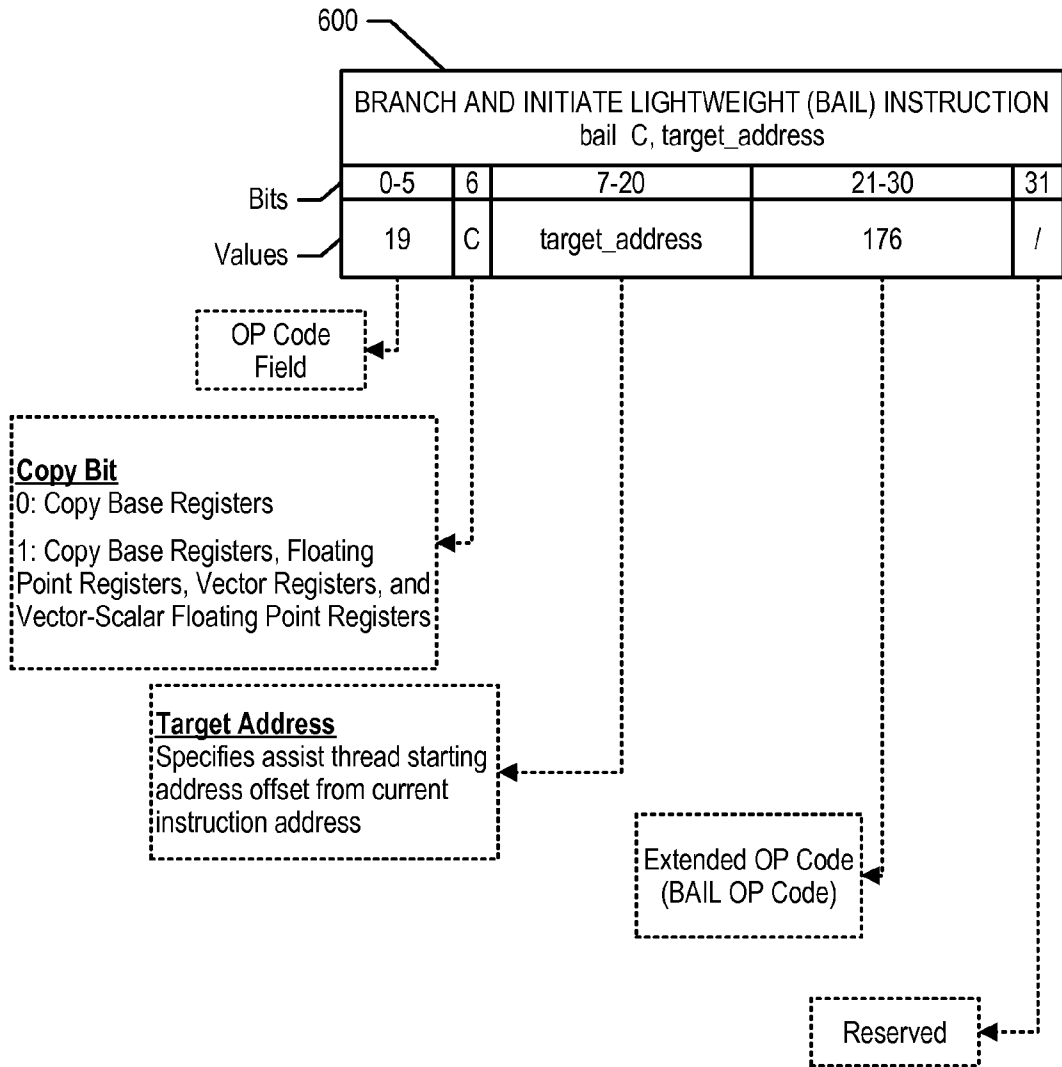 600
BRANCH AND INITIATE LIGHTWEIGHT (BAIL) INSTRUCTION
bail C, target_address
Bits
0-5 6 7-20 21-30 31
Values
19 C target_address 176 /
OP Code
Field
Copy Bit
0: Copy Base Registers
1: Copy Base Registers, Floating
Point Registers, Vector Registers, and
Vector-Scalar Floating Point Registers
Target Address
Specifies assist thread starting
address offset from current
instruction address
Extended OP Code
(BAIL OP Code)
Reserved